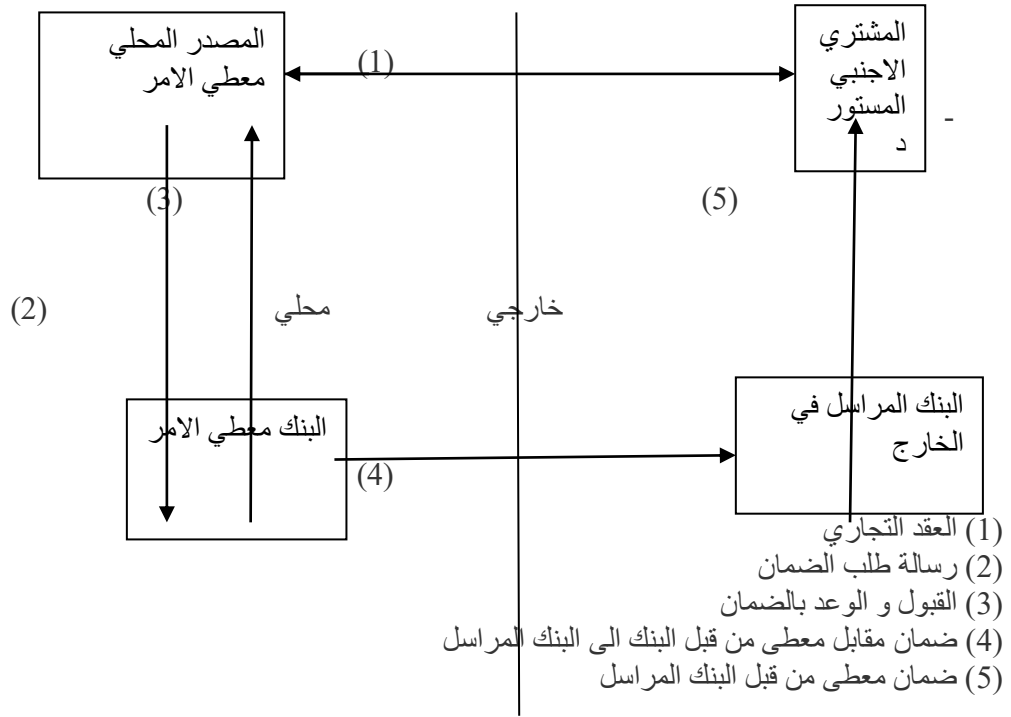 المصدر المحلي
معطي الامر
(1)
المشتري
الاجنبي
المستور
د
-
(3)
(5)
(2)
محلي
خارجي
البنك معطي الامر
(4)
البنك المراسل في
الخارج
(1) العقد التجاري
(2) رسالة طلب الضمان
(3) القبول و الوعد بالضمان
(4) ضمان مقابل معطى من قبل البنك الى البنك المراسل
(5) ضمان معطى من قبل البنك المراسل